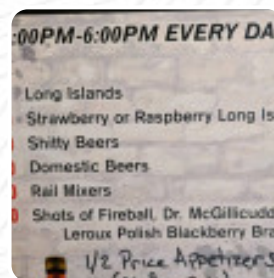 :00PM-6:00PM EVERY DA
Long Islands
Strawberry or Raspberry Long Is
Shitty Beers
Domestic Beers
Rail Mixers
Shots of Fireball, Dr. McGillicudd
Leroux Polish Blackberry Bra
1/2 Price Appetizers